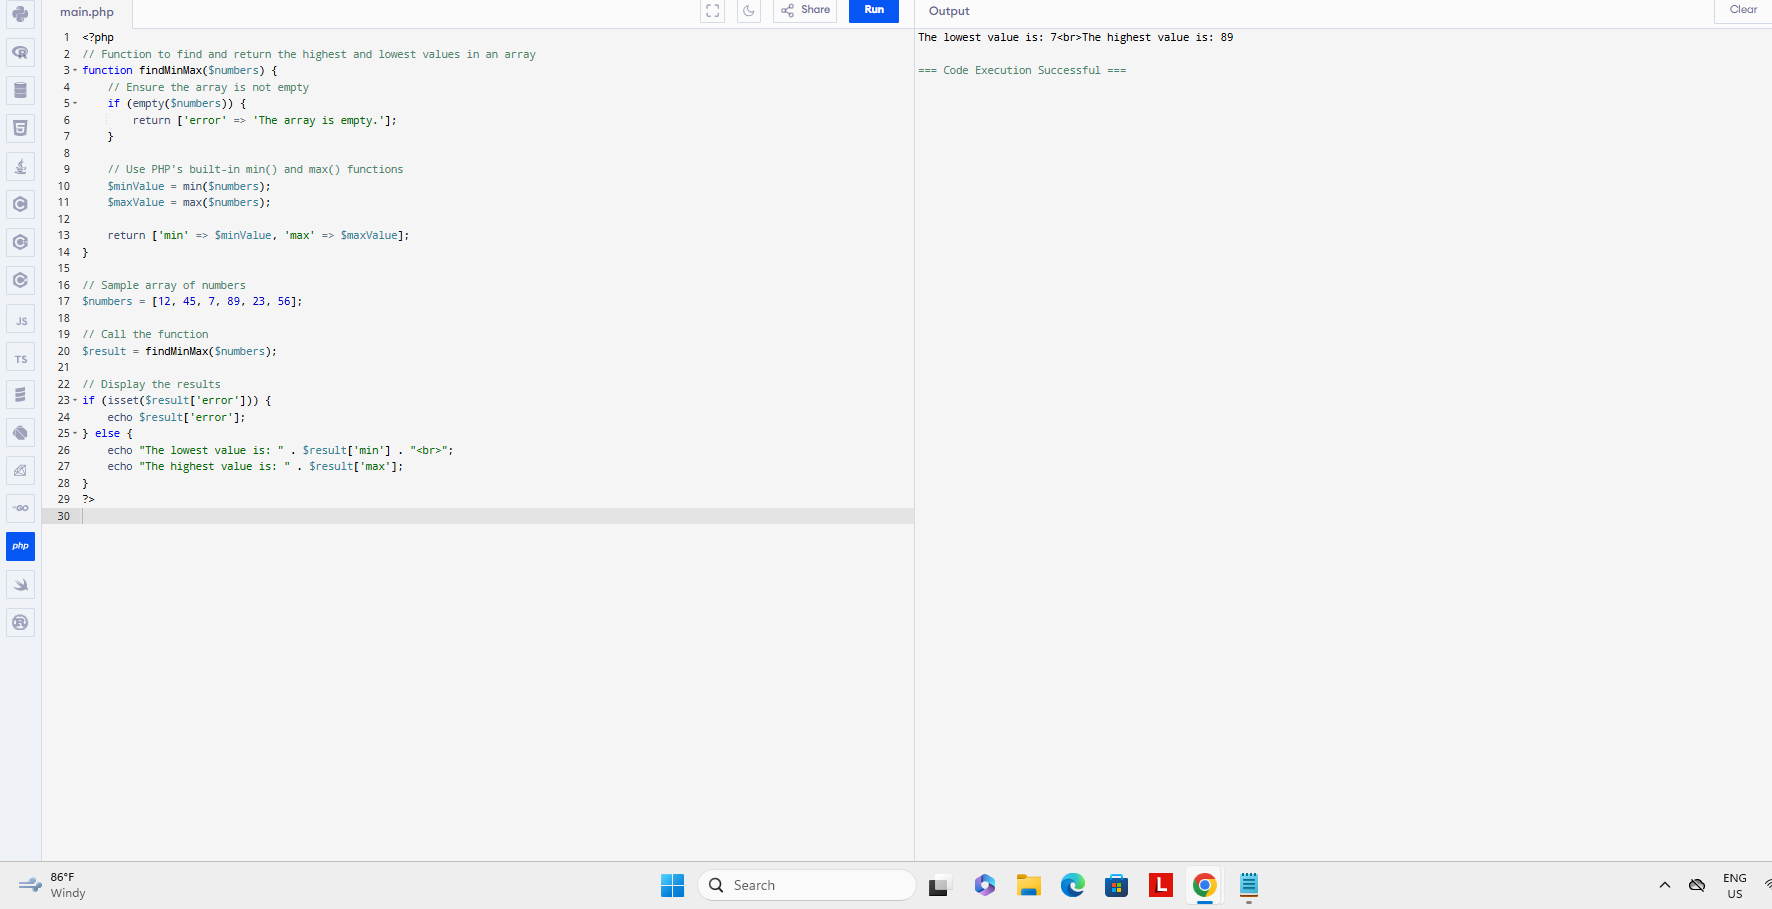 main.php
Share
Run
Output
Clear
1 <?php
2 // Function to find and return the highest and lowest values in an array
3 function findMinMax($numbers) {
4     // Ensure the array is not empty
5     if (empty($numbers)) {
6         return ['error' => 'The array is empty.'];
7     }
8
9     // Use PHP's built-in min() and max() functions
10     $minValue = min($numbers);
11     $maxValue = max($numbers);
12
13     return ['min' => $minValue, 'max' => $maxValue];
14 }
15
16 // Sample array of numbers
17 $numbers = [12, 45, 7, 89, 23, 56];
18
19 // Call the function
20 $result = findMinMax($numbers);
21
22 // Display the results
23 if (isset($result['error'])) {
24     echo $result['error'];
25 } else {
26     echo "The lowest value is: " . $result['min'] . "<br>";
27     echo "The highest value is: " . $result['max'];
28 }
29 ?>
30
The lowest value is: 7<br>The highest value is: 89
=== Code Execution Successful ===
JS
TS
GO
php
86°F
Windy
Search
L
ENG
US